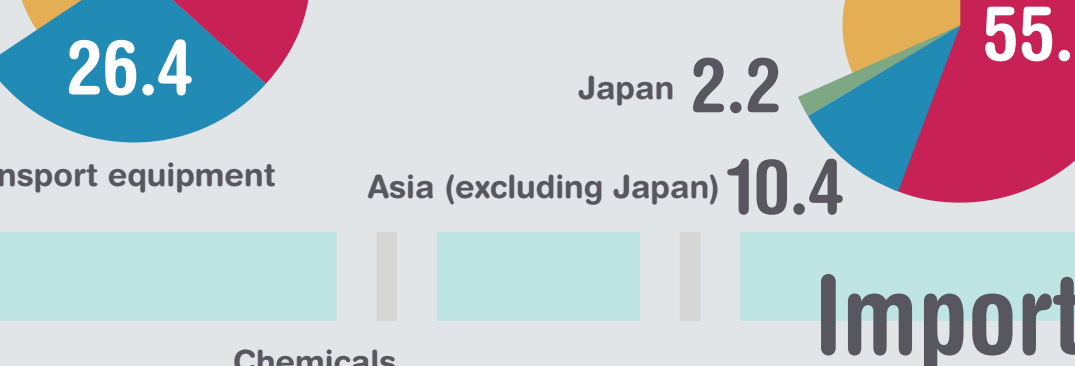 55.
26.4
Japan 2.2
nsport equipment
Asia (excluding Japan) 10.4
Import
Chemicals